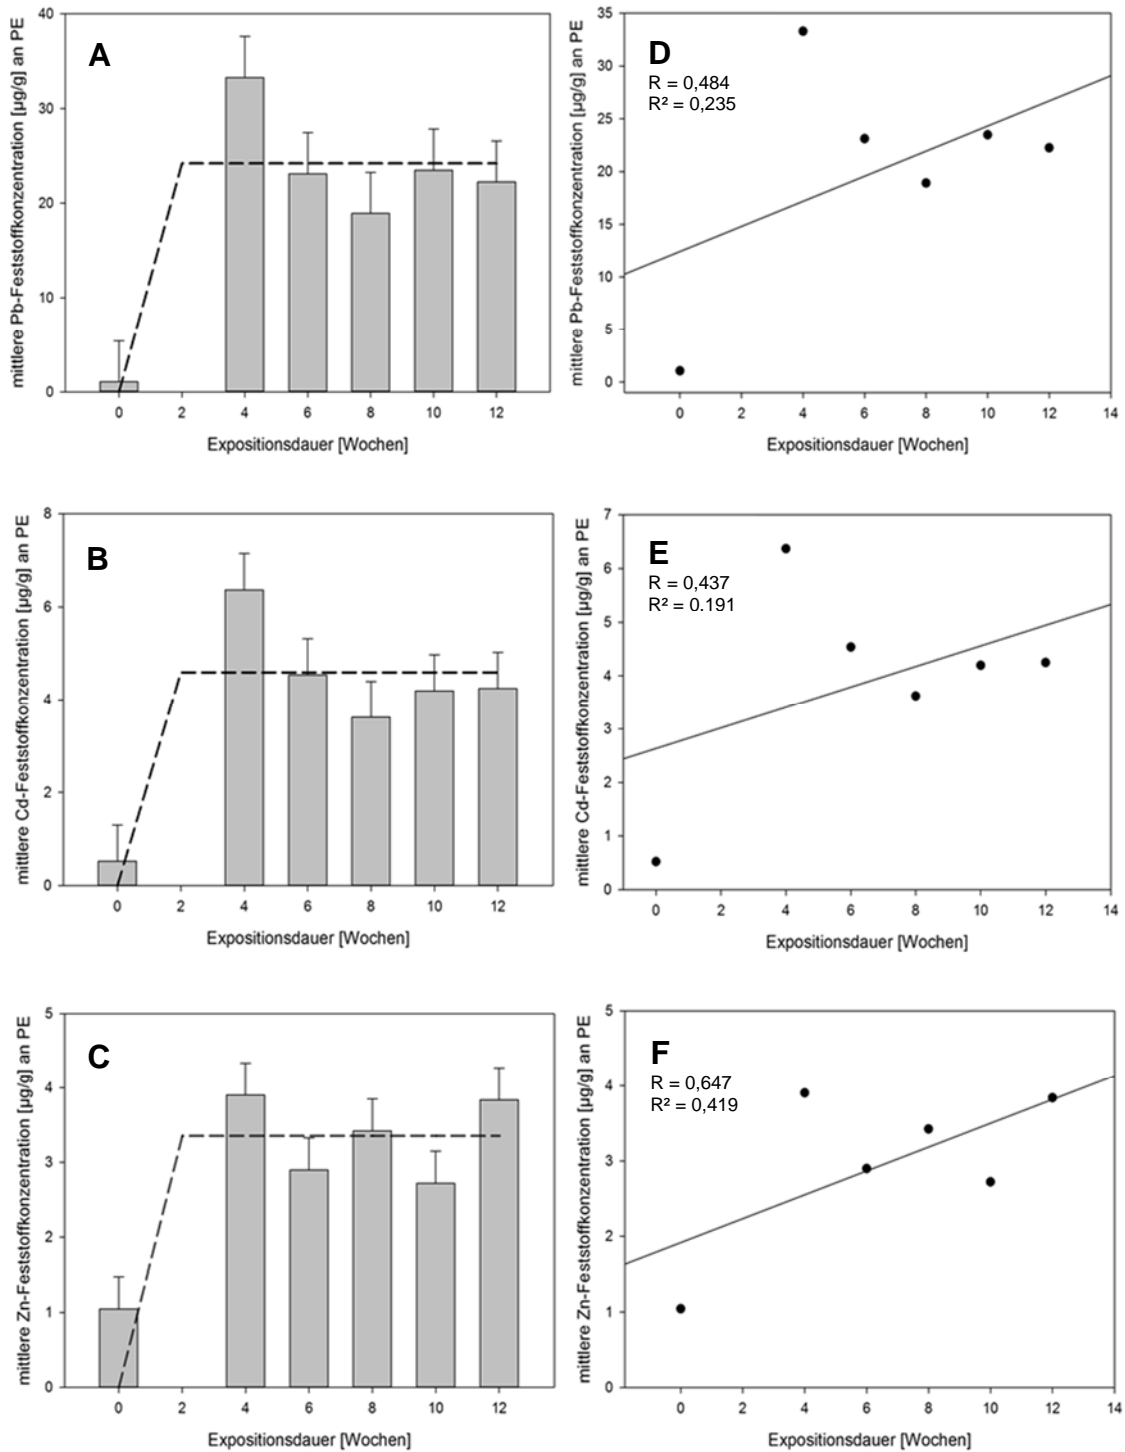 mittlere Pb-Feststoffkonzentration [µg/g] an PE
40
30
20
10
0
A
0 2 4 6 8 10 12
Expositionsdauer [Wochen]
mittlere Pb-Feststoffkonzentration [µg/g] an PE
35
30
25
20
15
10
5
0
D
R = 0,484
R² = 0,235
0 2 4 6 8 10 12 14
Expositionsdauer [Wochen]
mittlere Cd-Feststoffkonzentration [µg/g] an PE
8
6
4
2
0
B
0 2 4 6 8 10 12
Expositionsdauer [Wochen]
mittlere Cd-Feststoffkonzentration [µg/g] an PE
7
6
5
4
3
2
1
0
E
R = 0,437
R² = 0.191
0 2 4 6 8 10 12 14
Expositionsdauer [Wochen]
mittlere Zn-Feststoffkonzentration [µg/g] an PE
5
4
3
2
1
0
C
0 2 4 6 8 10 12
Expositionsdauer [Wochen]
mittlere Zn-Feststoffkonzentration [µg/g] an PE
5
4
3
2
1
0
F
R = 0,647
R² = 0,419
0 2 4 6 8 10 12 14
Expositionsdauer [Wochen]